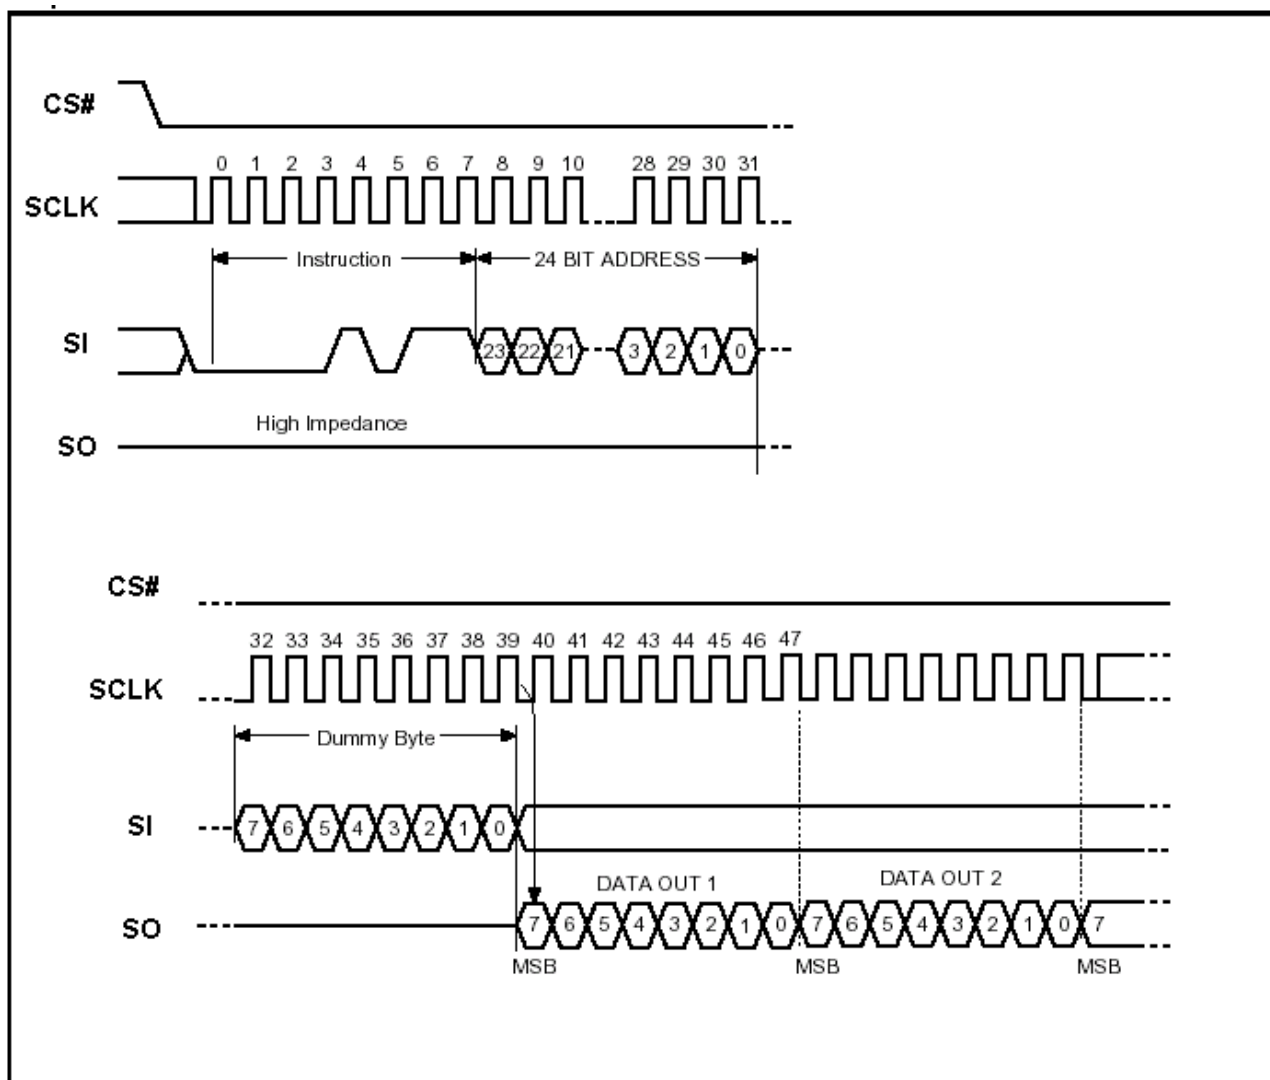 CS#
0 1 2 3 4 5 6 7 8 9 10 28 29 30 31
SCLK
Instruction 24 BIT ADDRESS
SI 23 22 21 3 2 1 0
High Impedance
SO
CS#
32 33 34 35 36 37 38 39 40 41 42 43 44 45 46 47
SCLK
Dummy Byte
SI 7 6 5 4 3 2 1 0
DATA OUT 1 DATA OUT 2
SO 7 6 5 4 3 2 1 0 7 6 5 4 3 2 1 0 7
MSB MSB MSB